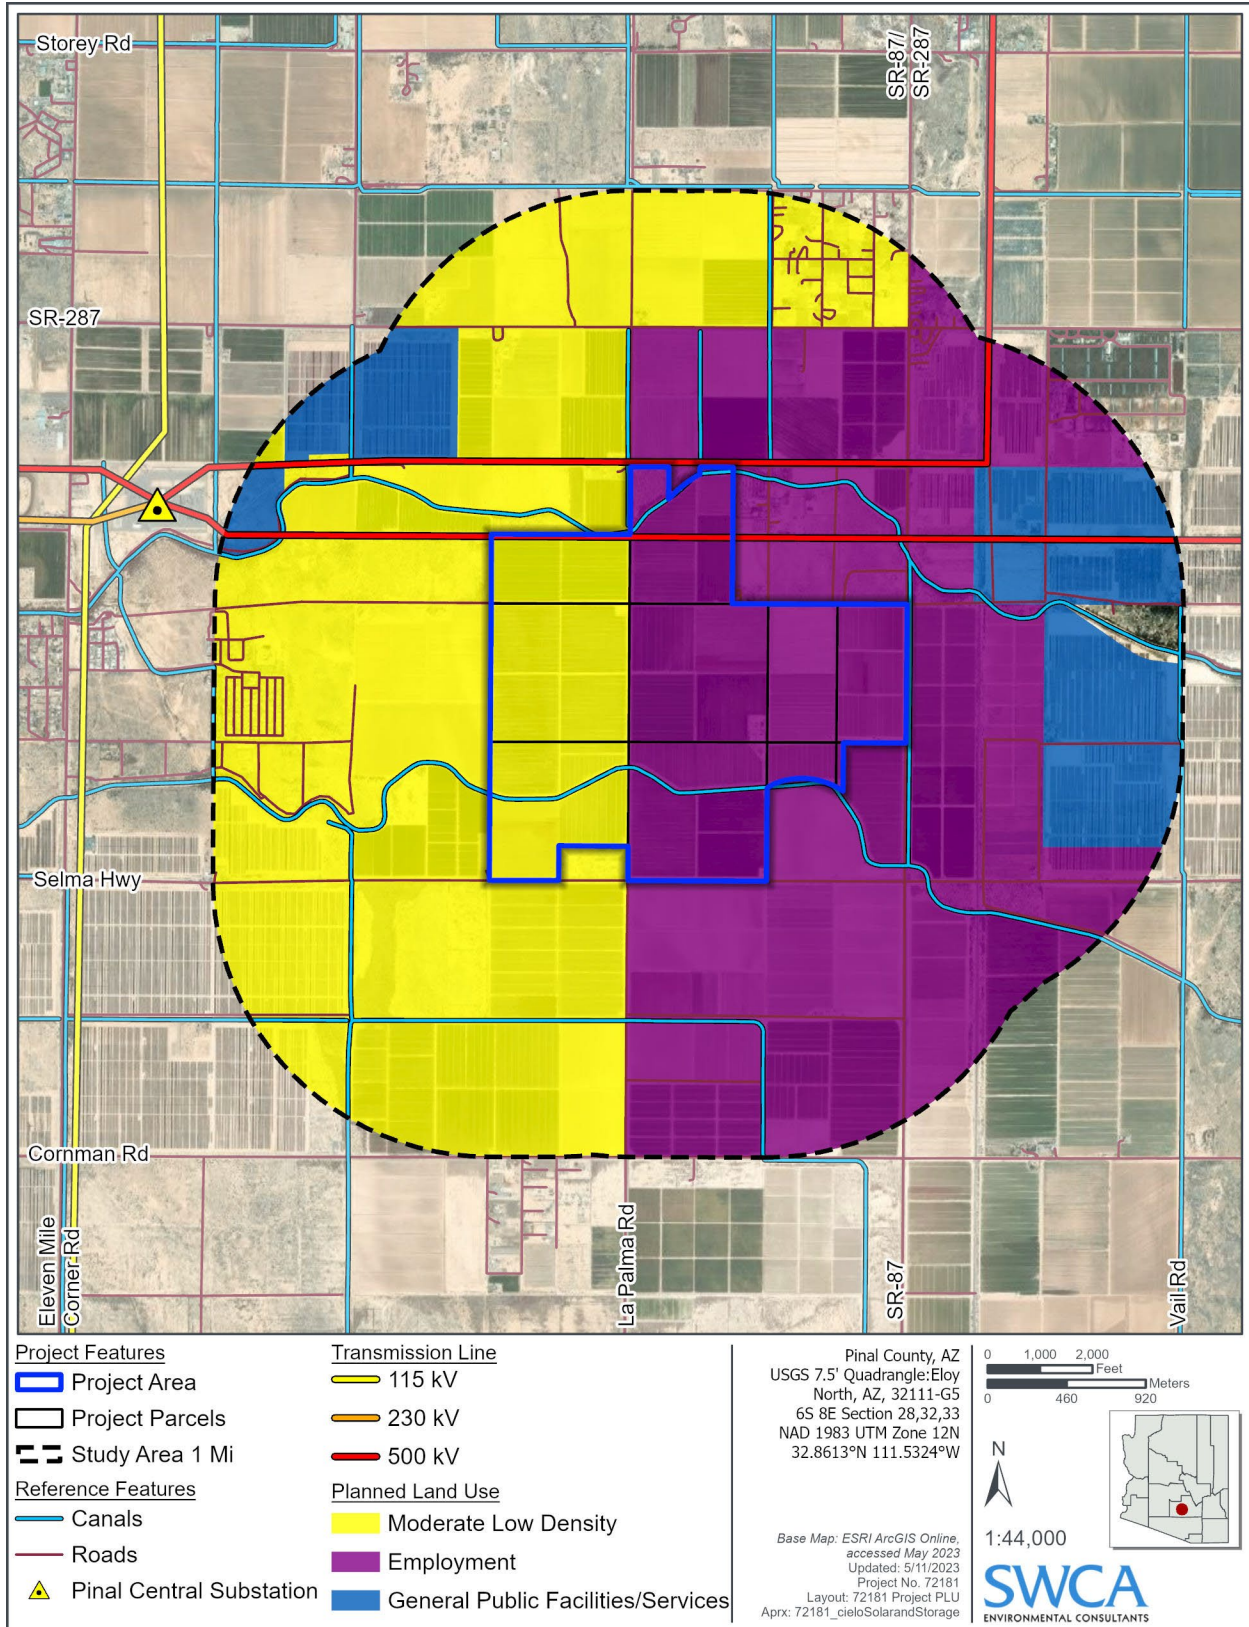 Storey Rd
SR-87/
SR-287
SR-287
Selma Hwy
Cornman Rd
Eleven Mile
Corner Rd
La Palma Rd
SR-87
Vail Rd
Project Features
Project Area
Project Parcels
Study Area 1 Mi
Reference Features
Canals
Roads
Pinal Central Substation
Transmission Line
115 kV
230 kV
500 kV
Planned Land Use
Moderate Low Density
Employment
General Public Facilities/Services
Pinal County, AZ
USGS 7.5' Quadrangle:Eloy
North, AZ, 32111-G5
6S 8E Section 28,32,33
NAD 1983 UTM Zone 12N
32.8613°N 111.5324°W
Base Map: ESRI ArcGIS Online,
accessed May 2023
Updated: 5/11/2023
Project No. 72181
Layout: 72181 Project PLU
Aprx: 72181_cieloSolarandStorage
0 1,000 2,000
Feet
Meters
0 460 920
N
1:44,000
SWCA
ENVIRONMENTAL CONSULTANTS